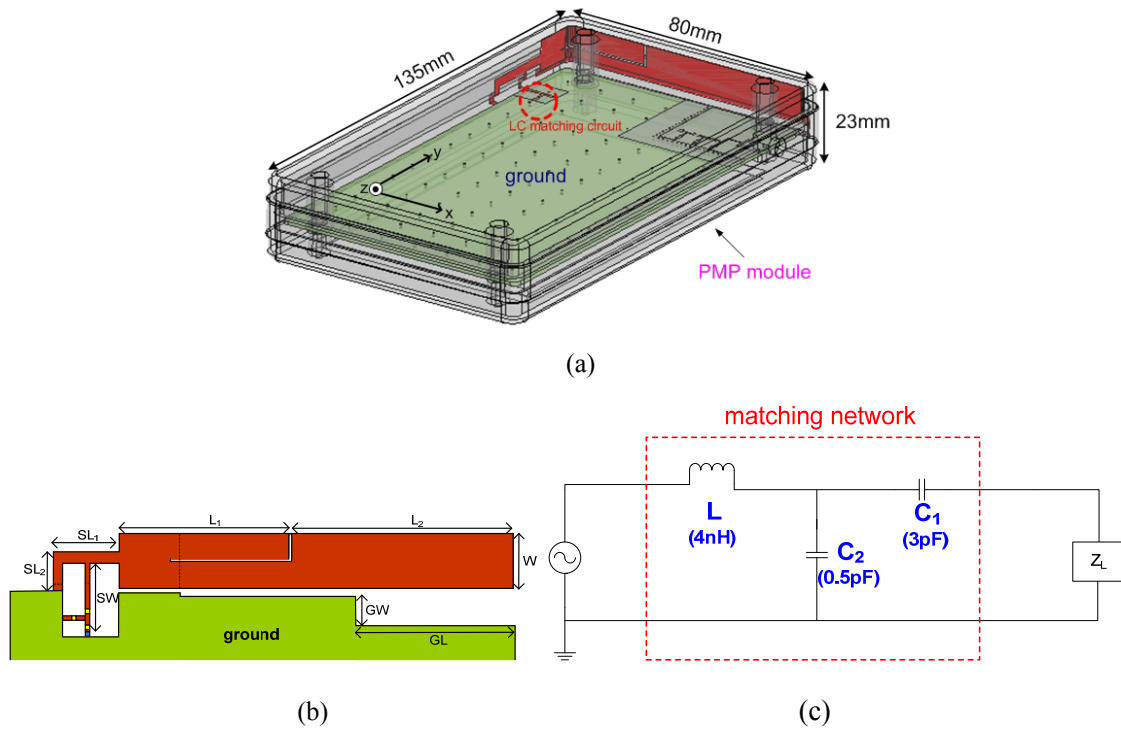 135mm
80mm
23mm
LC matching circuit
ground
y
z
x
PMP module
(a)
matching network
L₁
L₂
SL₁
SL₂
SW
W
GW
GL
ground
L
(4nH)
C₁
(3pF)
C₂
(0.5pF)
Z_L
(b)
(c)